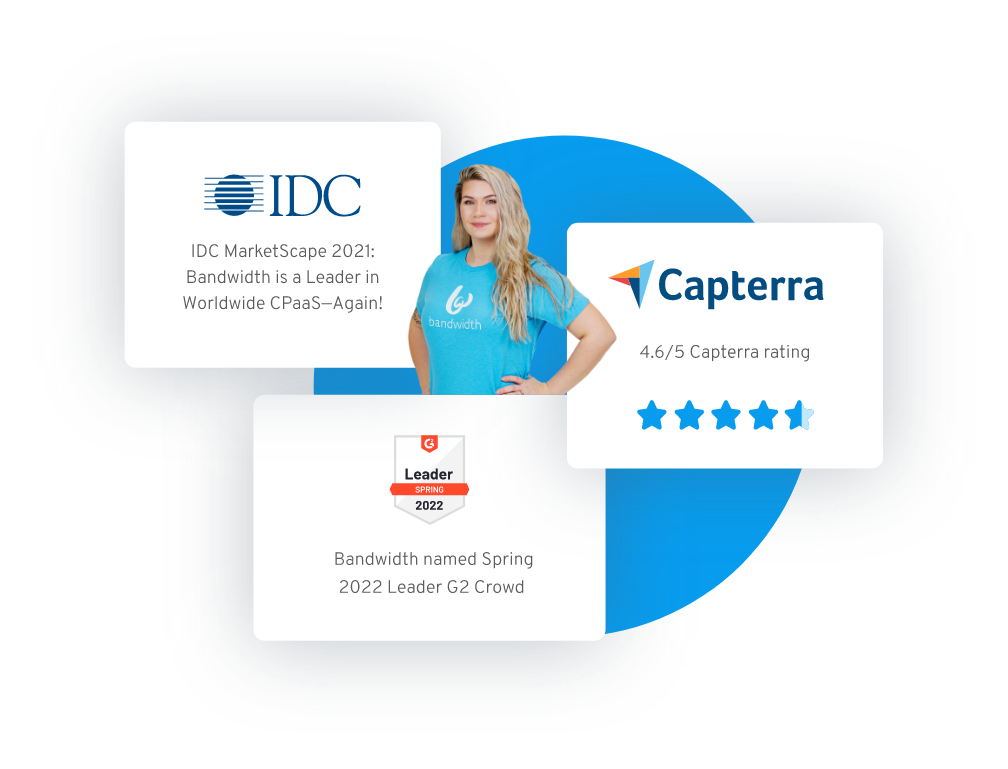 IDC
IDC MarketScape 2021:
Bandwidth is a Leader in
Worldwide CPaaS—Again!
bandwidth
Capterra
4.6/5 Capterra rating
G2
Leader
SPRING
2022
Bandwidth named Spring
2022 Leader G2 Crowd